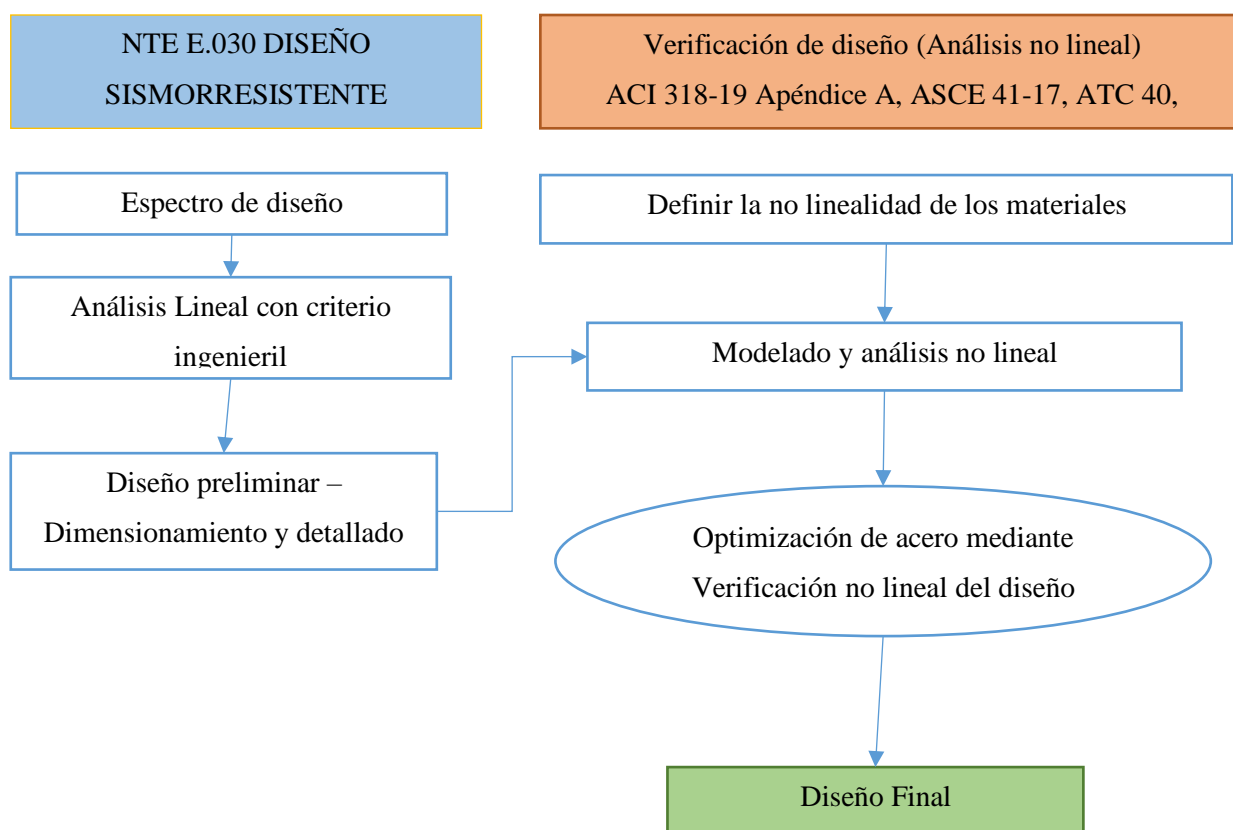 NTE E.030 DISEÑO
SISMORRESISTENTE
Verificación de diseño (Análisis no lineal)
ACI 318-19 Apéndice A, ASCE 41-17, ATC 40,
Espectro de diseño
Definir la no linealidad de los materiales
Análisis Lineal con criterio
ingenieril
Modelado y análisis no lineal
Diseño preliminar –
Dimensionamiento y detallado
Optimización de acero mediante
Verificación no lineal del diseño
Diseño Final